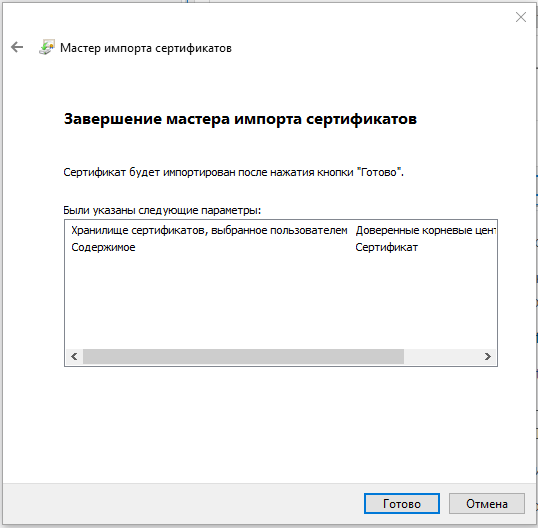 Мастер импорта сертификатов
Завершение мастера импорта сертификатов
Сертификат будет импортирован после нажатия кнопки "Готово".
Были указаны следующие параметры:
Хранилище сертификатов, выбранное пользователем Доверенные корневые цент
Содержимое Сертификат
Готово Отмена